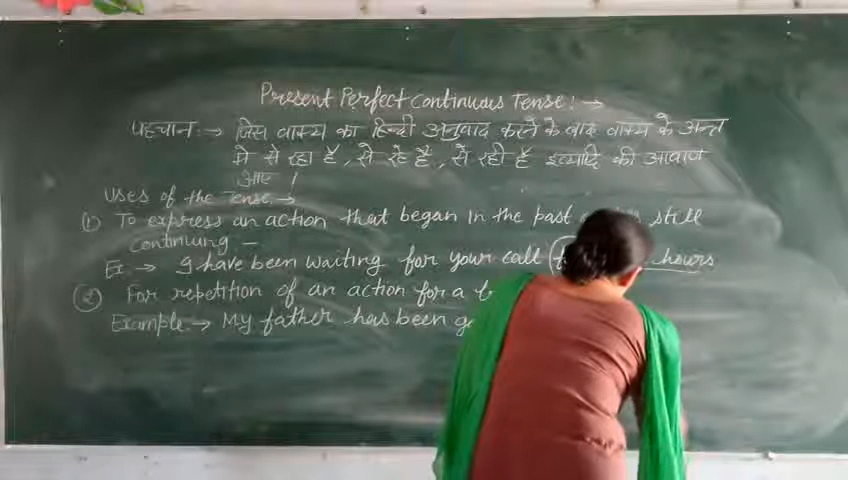 Present Perfect Continuous Tense! →
पहचान :→ जिस वाक्य का हिन्दी अनुवाद करने के बाद वाक्य के अन्त
मे से रहा है, से रहे हैं, से रही है इत्यादि की आवाज
आए !
Uses of the Tense →
(1) To express an action that began in the past still
continuing –
Ex → I have been waiting for your call hours
(2) For repetition of an action for a
Example → My father has been